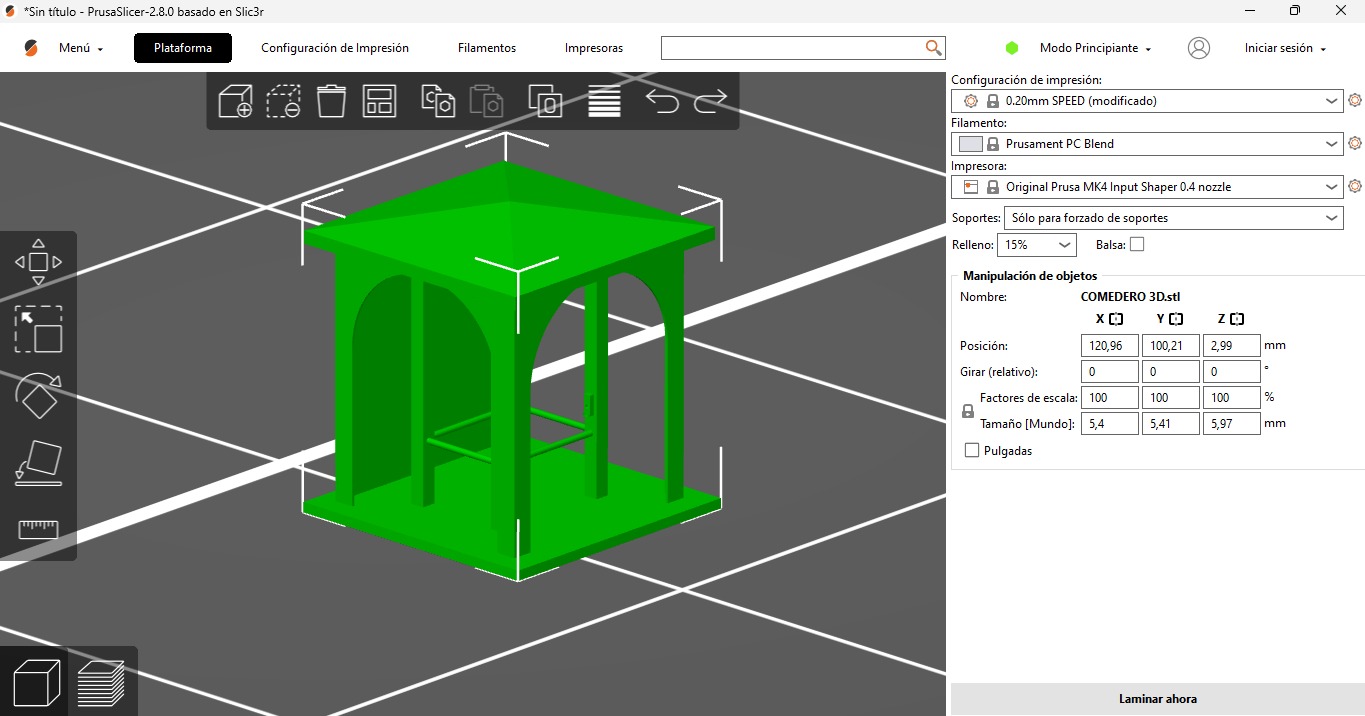 *Sin título - PrusaSlicer-2.8.0 basado en Slic3r
Menú
Plataforma
Configuración de Impresión
Filamentos
Impresoras
Modo Principiante
Iniciar sesión
Configuración de impresión:
0.20mm SPEED (modificado)
Filamento:
Prusament PC Blend
Impresora:
Original Prusa MK4 Input Shaper 0.4 nozzle
Soportes: Sólo para forzado de soportes
Relleno: 15% Balsa:
Manipulación de objetos
Nombre: COMEDERO 3D.stl
X Y Z
Posición: 120,96 100,21 2,99 mm
Girar (relativo): 0 0 0 °
Factores de escala: 100 100 100 %
Tamaño [Mundo]: 5,4 5,41 5,97 mm
Pulgadas
Laminar ahora